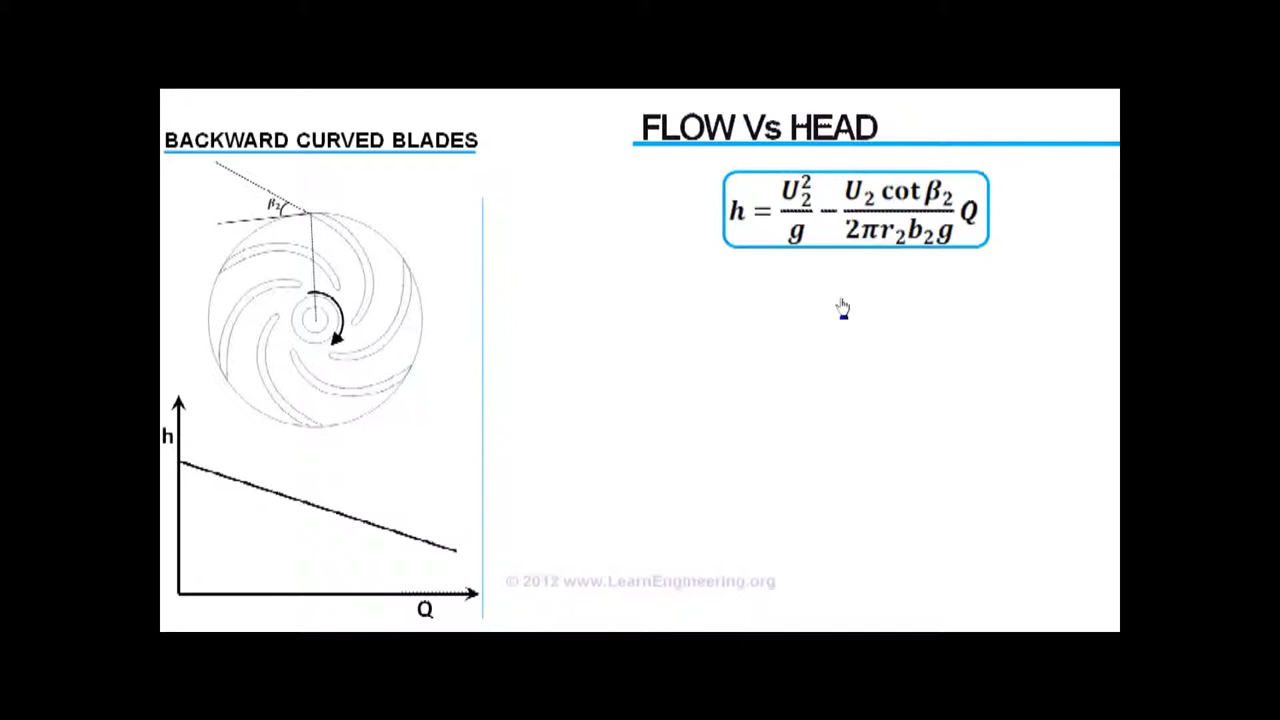 BACKWARD CURVED BLADES
β₂
h
Q
FLOW Vs HEAD
h = U₂²/g − U₂ cot β₂/2πr₂b₂g Q
© 2012 www.LearnEngineering.org